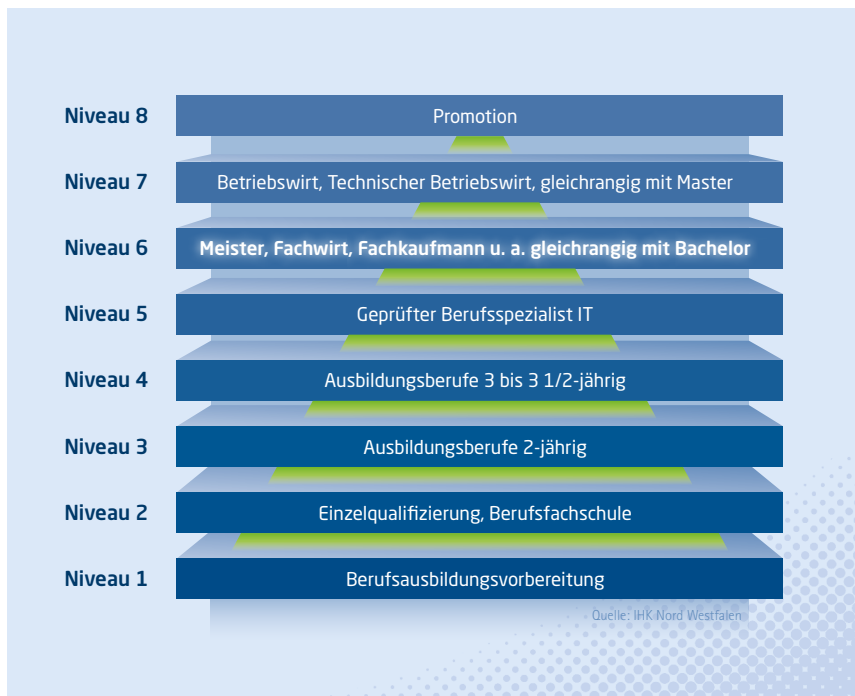 Niveau 8 Promotion
Niveau 7 Betriebswirt, Technischer Betriebswirt, gleichrangig mit Master
Niveau 6 Meister, Fachwirt, Fachkaufmann u. a. gleichrangig mit Bachelor
Niveau 5 Geprüfter Berufsspezialist IT
Niveau 4 Ausbildungsberufe 3 bis 3 1/2-jährig
Niveau 3 Ausbildungsberufe 2-jährig
Niveau 2 Einzelqualifizierung, Berufsfachschule
Niveau 1 Berufsausbildungsvorbereitung
Quelle: IHK Nord Westfalen